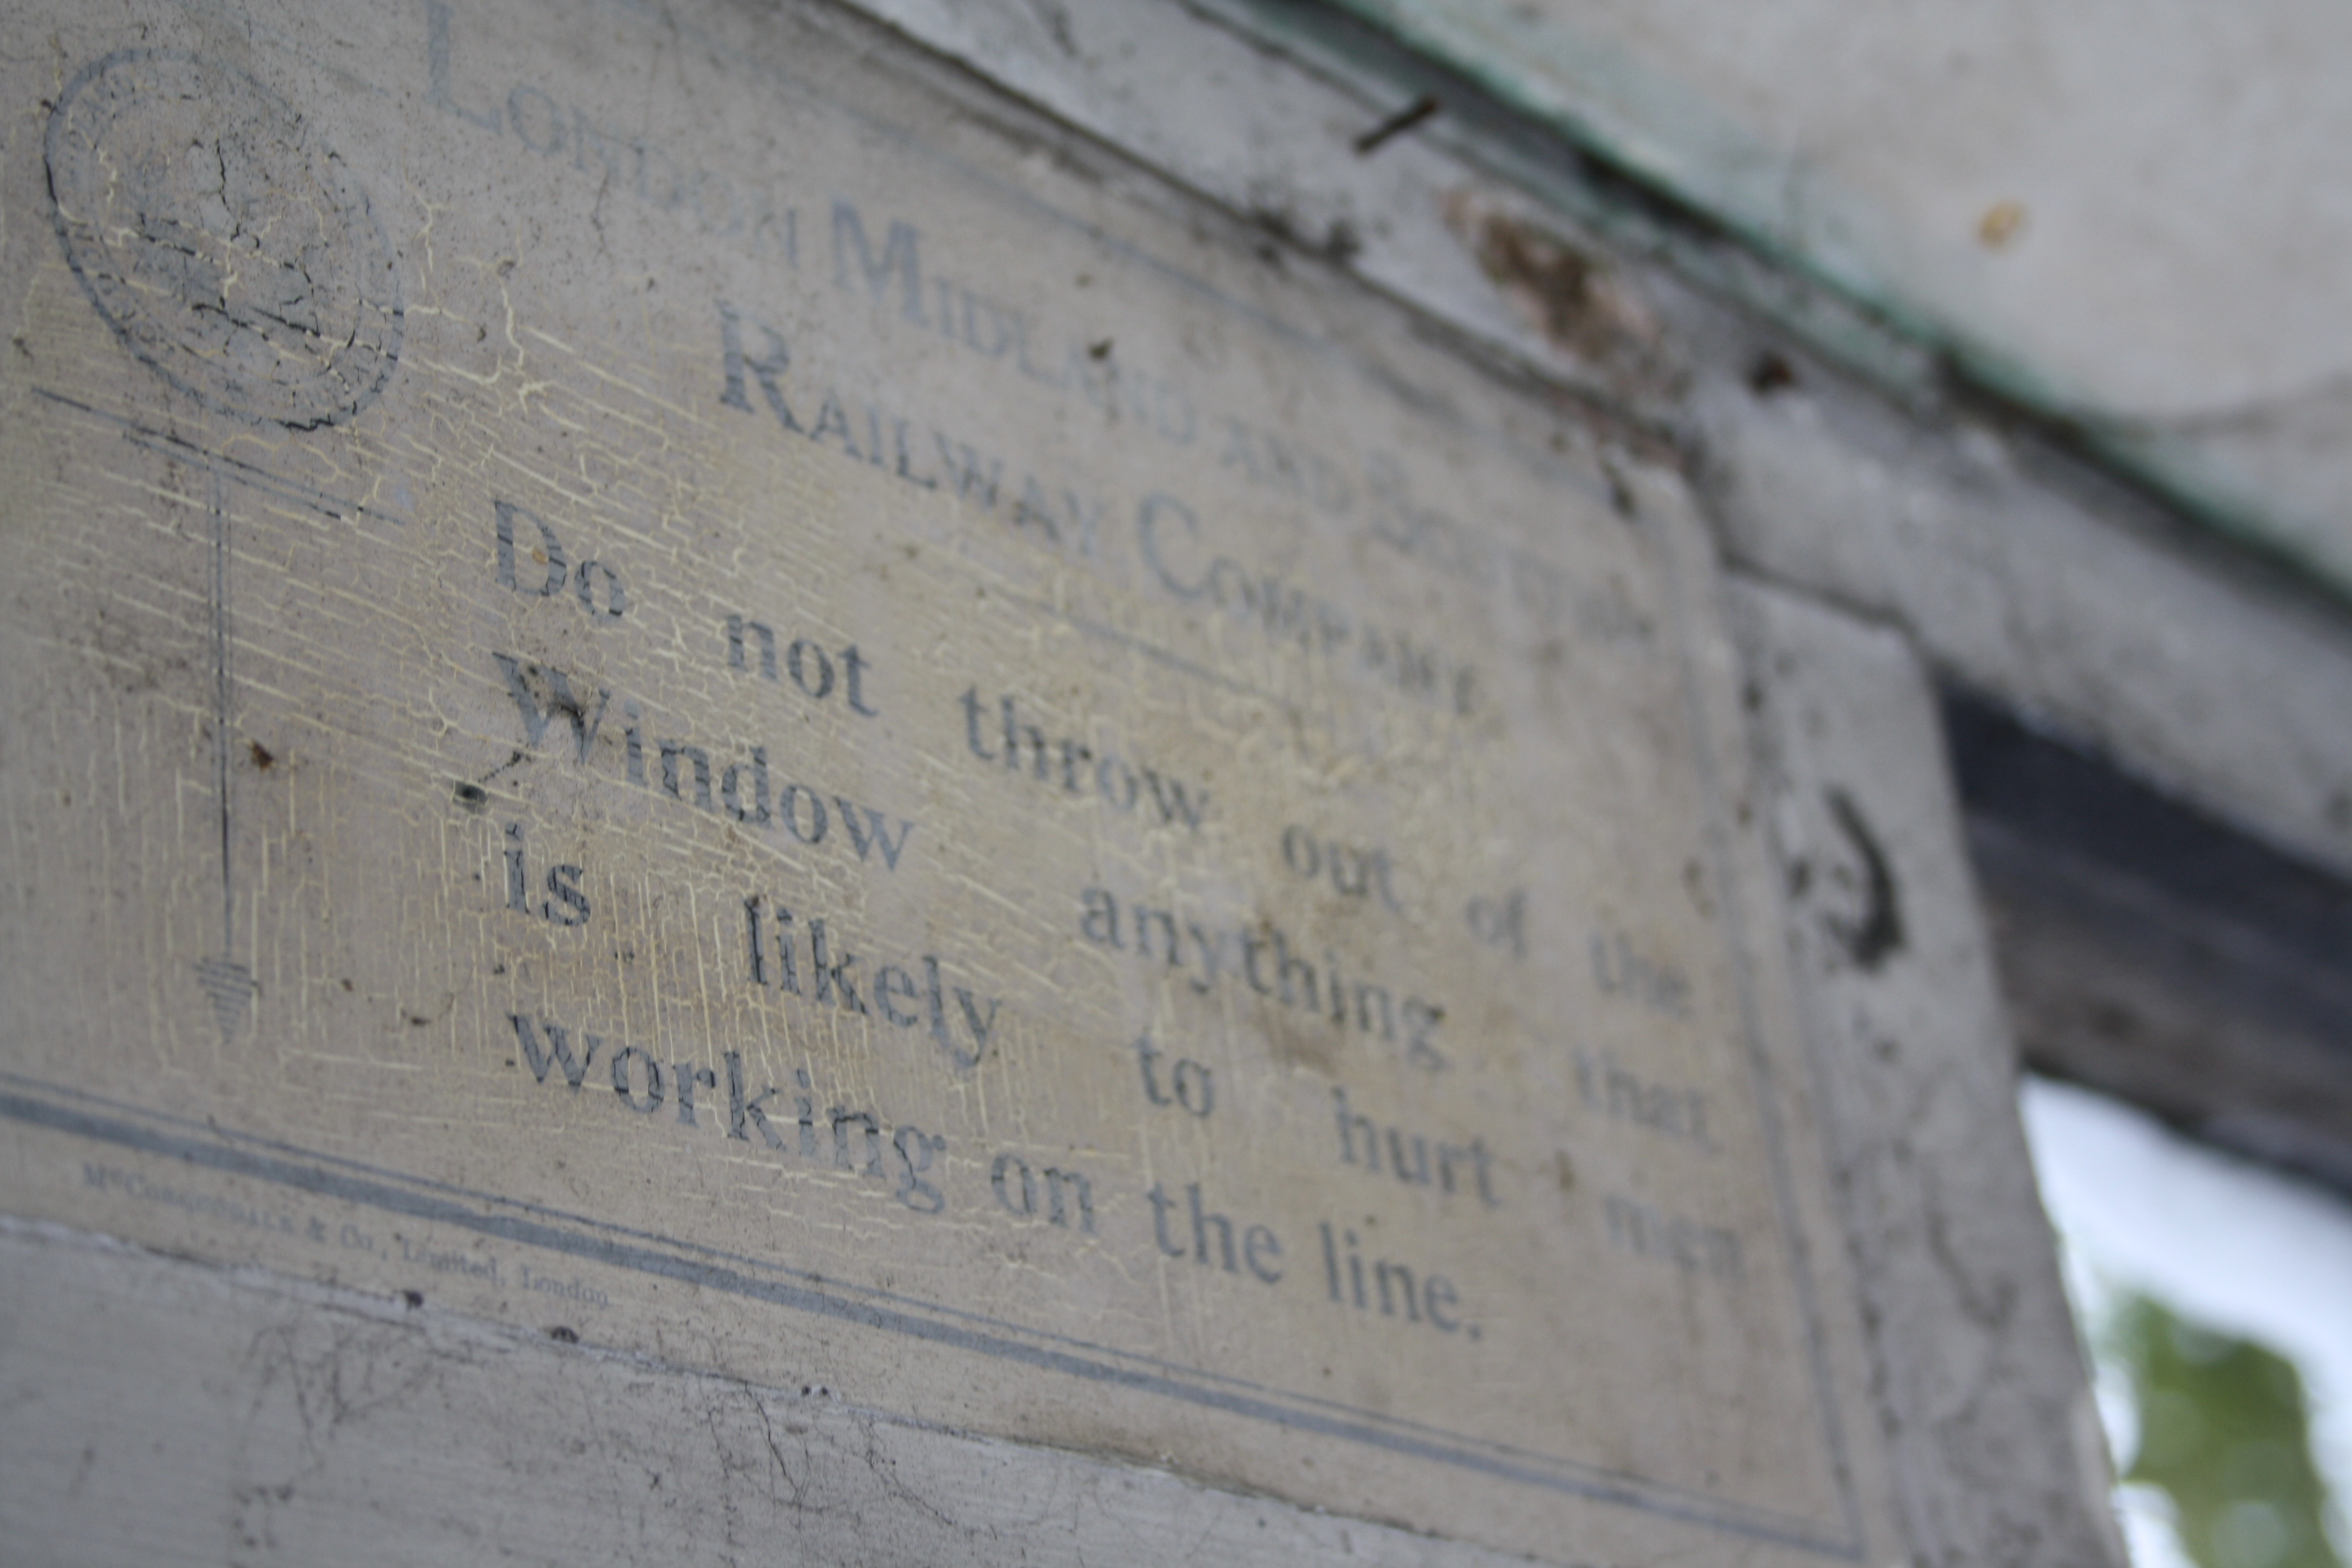 LONDON MIDLAND AND
RAILWAY COMPANY
Do not throw out of the
Window anything that
is likely to hurt men
working on the line.
McCORQUODALE & Co., Limited, London